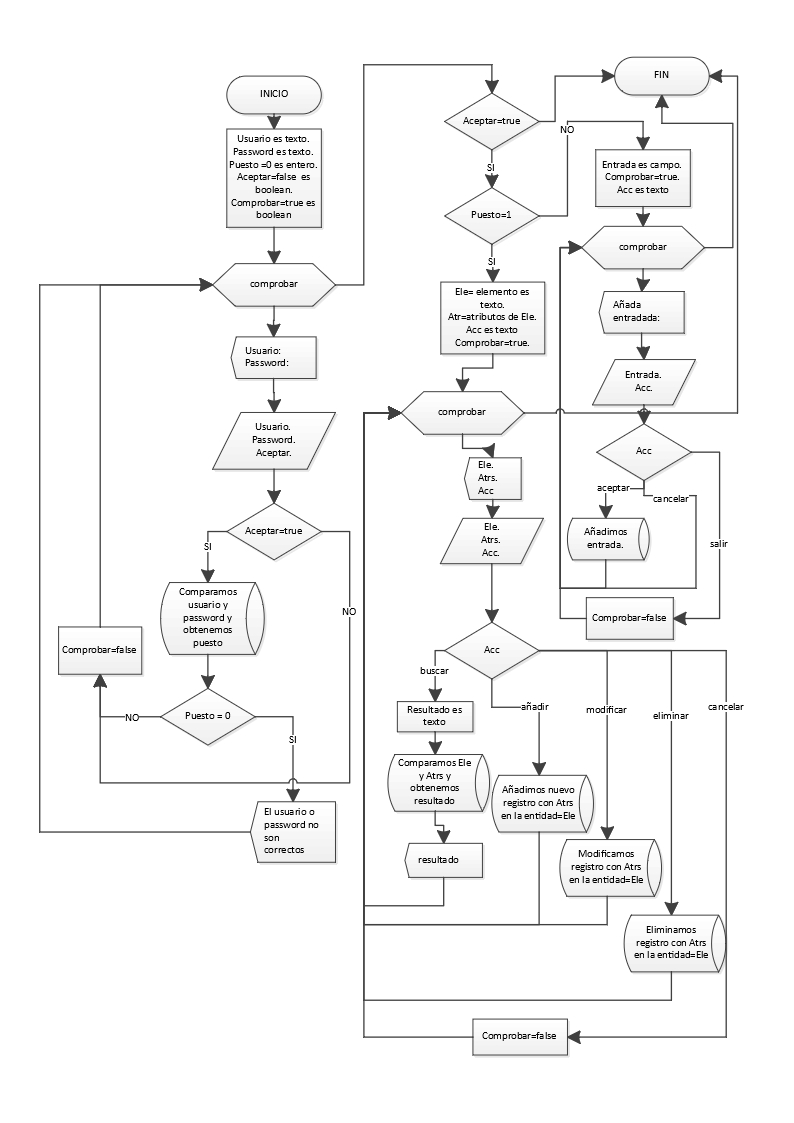 INICIO
Usuario es texto.
Password es texto.
Puesto =0 es entero.
Aceptar=false es
boolean.
Comprobar=true es
boolean
comprobar
Usuario:
Password:
Usuario.
Password.
Aceptar.
Aceptar=true
SI
NO
Comparamos
usuario y
password y
obtenemos
puesto
Comprobar=false
Puesto = 0
NO
SI
El usuario o
password no
son
correctos
Aceptar=true
SI
Puesto=1
NO
SI
Ele= elemento es
texto.
Atr=atributos de Ele.
Acc es texto
Comprobar=true.
comprobar
Ele.
Atrs.
Acc
Ele.
Atrs.
Acc.
Acc
buscar
añadir
modificar
eliminar
cancelar
Resultado es
texto
Comparamos Ele
y Atrs y
obtenemos
resultado
resultado
Añadimos nuevo
registro con Atrs
en la entidad=Ele
Modificamos
registro con Atrs
en la entidad=Ele
Eliminamos
registro con Atrs
en la entidad=Ele
Comprobar=false
FIN
Entrada es campo.
Comprobar=true.
Acc es texto
comprobar
Añada
entradada:
Entrada.
Acc.
Acc
aceptar
cancelar
salir
Añadimos
entrada.
Comprobar=false